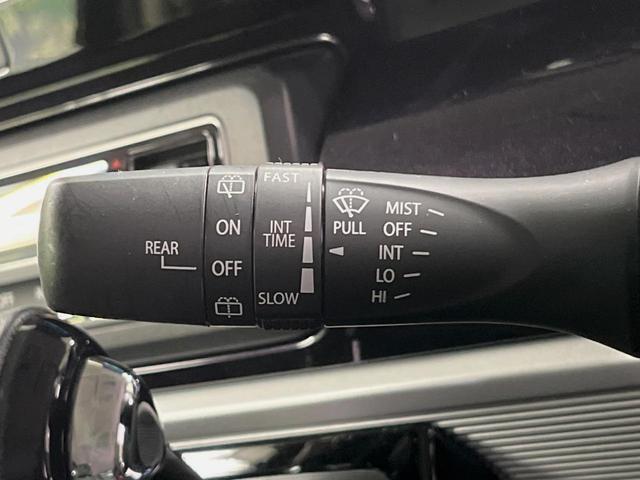 REAR
ON
OFF
FAST
INT
TIME
SLOW
PULL
MIST
OFF
INT
LO
HI